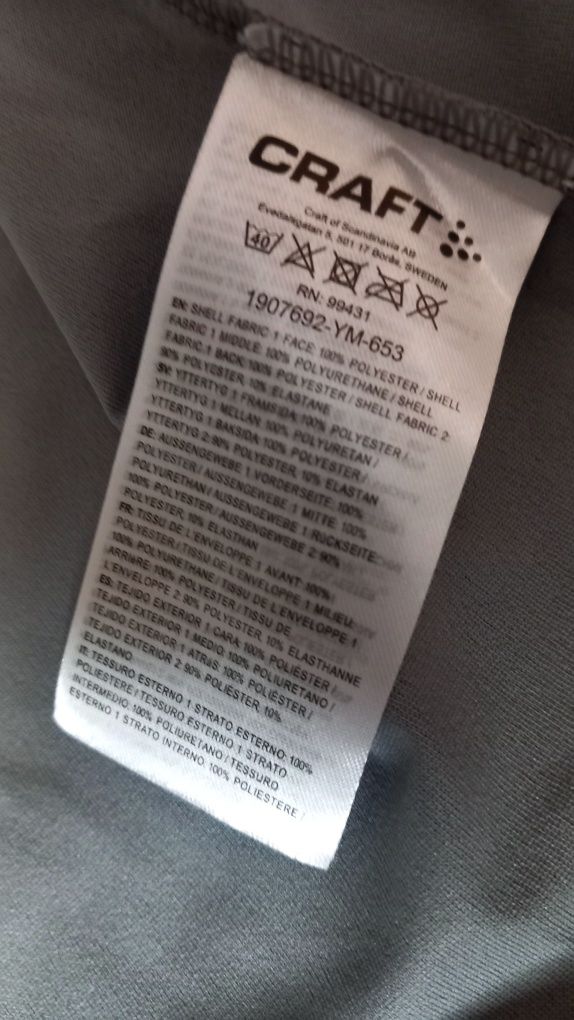 CRAFT
Craft of Scandinavia AB
Evedalsgatan 5, 501 17 Borås, SWEDEN
40
RN: 99431
1907692-YM-653
EN: SHELL FABRIC 1 FACE: 100% POLYESTER / SHELL
FABRIC 1 MIDDLE: 100% POLYURETHANE / SHELL
FABRIC.1 BACK:100% POLYESTER / SHELL FABRIC 2:
90% POLYESTER, 10% ELASTANE
SV: YTTERTYG 1 FRAMSIDA: 100% POLYESTER /
YTTERTYG 1 MELLAN: 100% POLYURETAN /
YTTERTYG 1 BAKSIDA: 100% POLYESTER /
YTTERTYG 2: 90% POLYESTER, 10% ELASTAN
DE: AUSSENGEWEBE 1 VORDERSEITE: 100%
POLYESTER / AUSSENGEWEBE 1 MITTE: 100%
POLYURETHAN / AUSSENGEWEBE 1 RÜCKSEITE:
100% POLYESTER / AUSSENGEWEBE 2: 90%
POLYESTER, 10% ELASTHAN
FR: TISSU DE L'ENVELOPPE 1 AVANT: 100%
POLYESTER / TISSU DE L'ENVELOPPE 1 MILIEU:
100% POLYURETHANE / TISSU DE L'ENVELOPPE 1
ARRIÈRE: 100% POLYESTER / TISSU DE
L'ENVELOPPE 2: 90% POLYESTER, 10% ELASTHANNE
ES: TEJIDO EXTERIOR 1 CARA: 100% POLIÉSTER /
TEJIDO EXTERIOR 1 MEDIO: 100% POLIURETANO /
TEJIDO EXTERIOR 1 ATRÁS: 100% POLIÉSTER /
TEJIDO EXTERIOR 2: 90% POLIÉSTER, 10%
ELASTANO
IT: TESSURO ESTERNO 1 STRATO ESTERNO: 100%
POLIESTERE / TESSURO ESTERNO 1 STRATO
INTERMEDIO: 100% POLIURETANO / TESSURO
ESTERNO 1 STRATO INTERNO: 100% POLIESTERE /